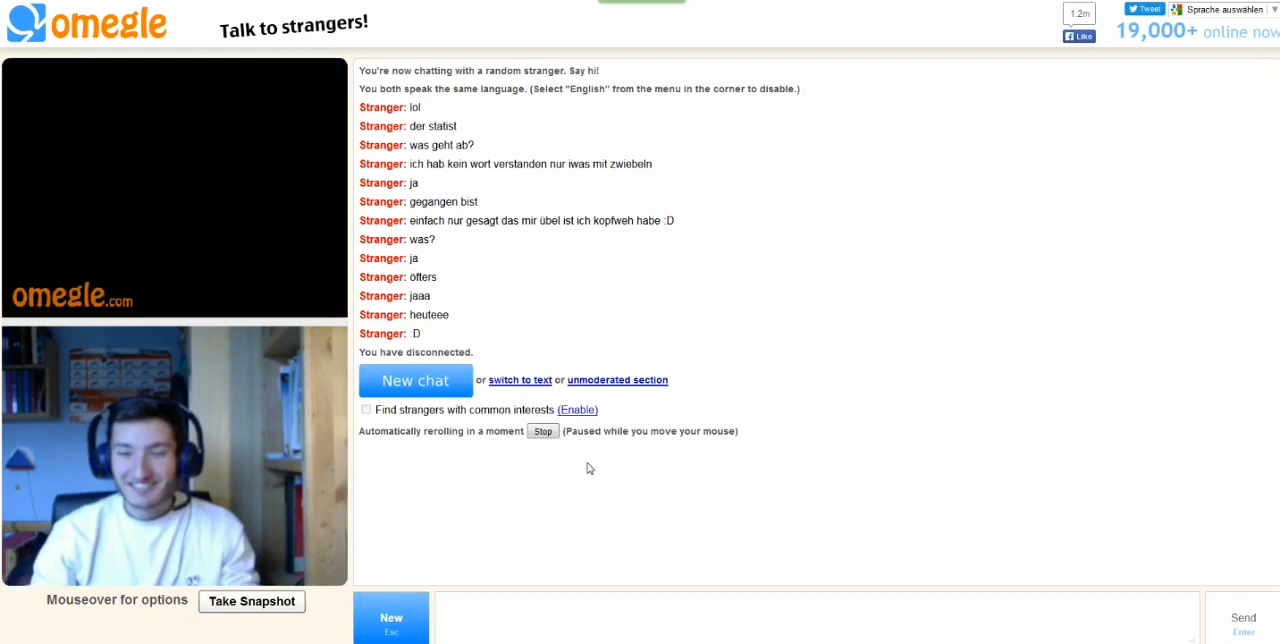 omegle
Talk to strangers!
1.2m
Like
Tweet
Sprache auswählen
19,000+ online now
omegle.com
You're now chatting with a random stranger. Say hi!
You both speak the same language. (Select "English" from the menu in the corner to disable.)
Stranger: lol
Stranger: der statist
Stranger: was geht ab?
Stranger: ich hab kein wort verstanden nur iwas mit zwiebeln
Stranger: ja
Stranger: gegangen bist
Stranger: einfach nur gesagt das mir übel ist ich kopfweh habe :D
Stranger: was?
Stranger: ja
Stranger: öfters
Stranger: jaaa
Stranger: heuteee
Stranger: :D
You have disconnected.
New chat or switch to text or unmoderated section
Find strangers with common interests (Enable)
Automatically rerolling in a moment Stop (Paused while you move your mouse)
Mouseover for options Take Snapshot
New
Esc
Send
Enter